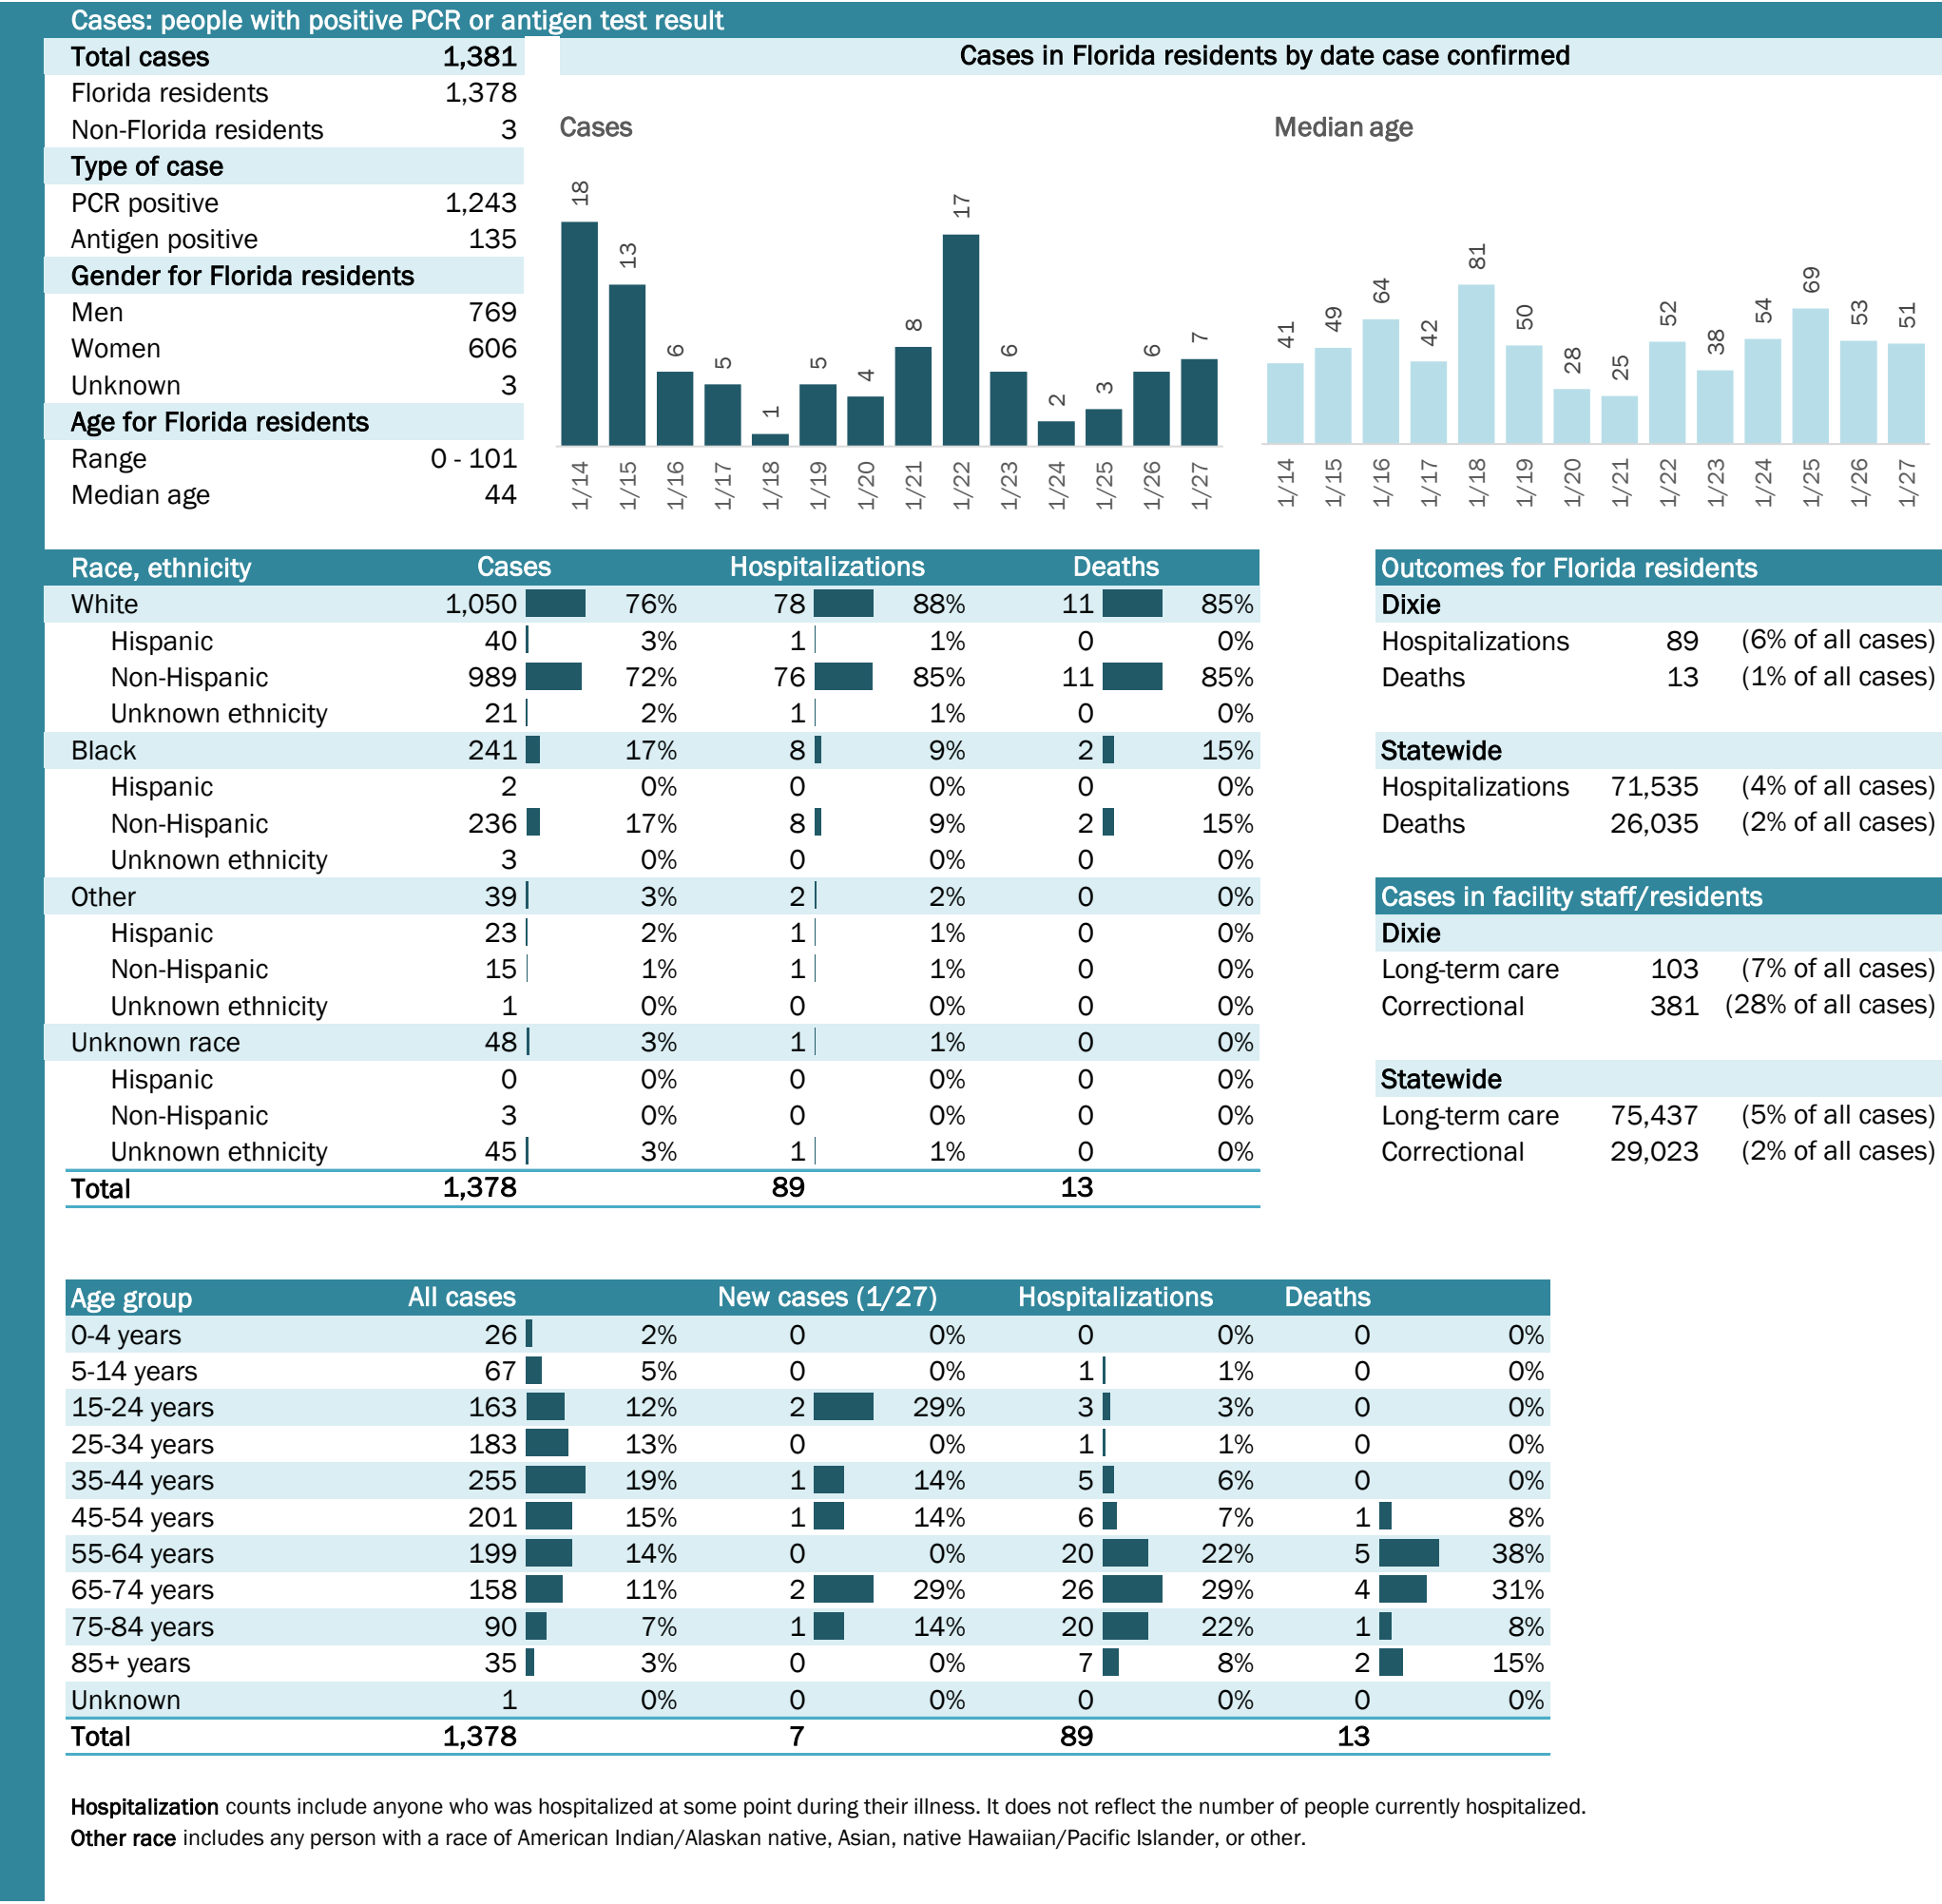 Cases: people with positive PCR or antigen test result
Total cases 1,381
Florida residents 1,378
Non-Florida residents 3
Type of case
PCR positive 1,243
Antigen positive 135
Gender for Florida residents
Men 769
Women 606
Unknown 3
Age for Florida residents
Range 0 - 101
Median age 44
Cases in Florida residents by date case confirmed
Cases
18 13 6 5 1 5 4 8 17 6 2 3 6 7
1/14 1/15 1/16 1/17 1/18 1/19 1/20 1/21 1/22 1/23 1/24 1/25 1/26 1/27
Median age
41 49 64 42 81 50 28 25 52 38 54 69 53 51
1/14 1/15 1/16 1/17 1/18 1/19 1/20 1/21 1/22 1/23 1/24 1/25 1/26 1/27
Race, ethnicity Cases Hospitalizations Deaths
White 1,050 76% 78 88% 11 85%
Hispanic 40 3% 1 1% 0 0%
Non-Hispanic 989 72% 76 85% 11 85%
Unknown ethnicity 21 2% 1 1% 0 0%
Black 241 17% 8 9% 2 15%
Hispanic 2 0% 0 0% 0 0%
Non-Hispanic 236 17% 8 9% 2 15%
Unknown ethnicity 3 0% 0 0% 0 0%
Other 39 3% 2 2% 0 0%
Hispanic 23 2% 1 1% 0 0%
Non-Hispanic 15 1% 1 1% 0 0%
Unknown ethnicity 1 0% 0 0% 0 0%
Unknown race 48 3% 1 1% 0 0%
Hispanic 0 0% 0 0% 0 0%
Non-Hispanic 3 0% 0 0% 0 0%
Unknown ethnicity 45 3% 1 1% 0 0%
Total 1,378 89 13
Outcomes for Florida residents
Dixie
Hospitalizations 89 (6% of all cases)
Deaths 13 (1% of all cases)
Statewide
Hospitalizations 71,535 (4% of all cases)
Deaths 26,035 (2% of all cases)
Cases in facility staff/residents
Dixie
Long-term care 103 (7% of all cases)
Correctional 381 (28% of all cases)
Statewide
Long-term care 75,437 (5% of all cases)
Correctional 29,023 (2% of all cases)
Age group All cases New cases (1/27) Hospitalizations Deaths
0-4 years 26 2% 0 0% 0 0% 0 0%
5-14 years 67 5% 0 0% 1 1% 0 0%
15-24 years 163 12% 2 29% 3 3% 0 0%
25-34 years 183 13% 0 0% 1 1% 0 0%
35-44 years 255 19% 1 14% 5 6% 0 0%
45-54 years 201 15% 1 14% 6 7% 1 8%
55-64 years 199 14% 0 0% 20 22% 5 38%
65-74 years 158 11% 2 29% 26 29% 4 31%
75-84 years 90 7% 1 14% 20 22% 1 8%
85+ years 35 3% 0 0% 7 8% 2 15%
Unknown 1 0% 0 0% 0 0% 0 0%
Total 1,378 7 89 13
Hospitalization counts include anyone who was hospitalized at some point during their illness. It does not reflect the number of people currently hospitalized.
Other race includes any person with a race of American Indian/Alaskan native, Asian, native Hawaiian/Pacific Islander, or other.